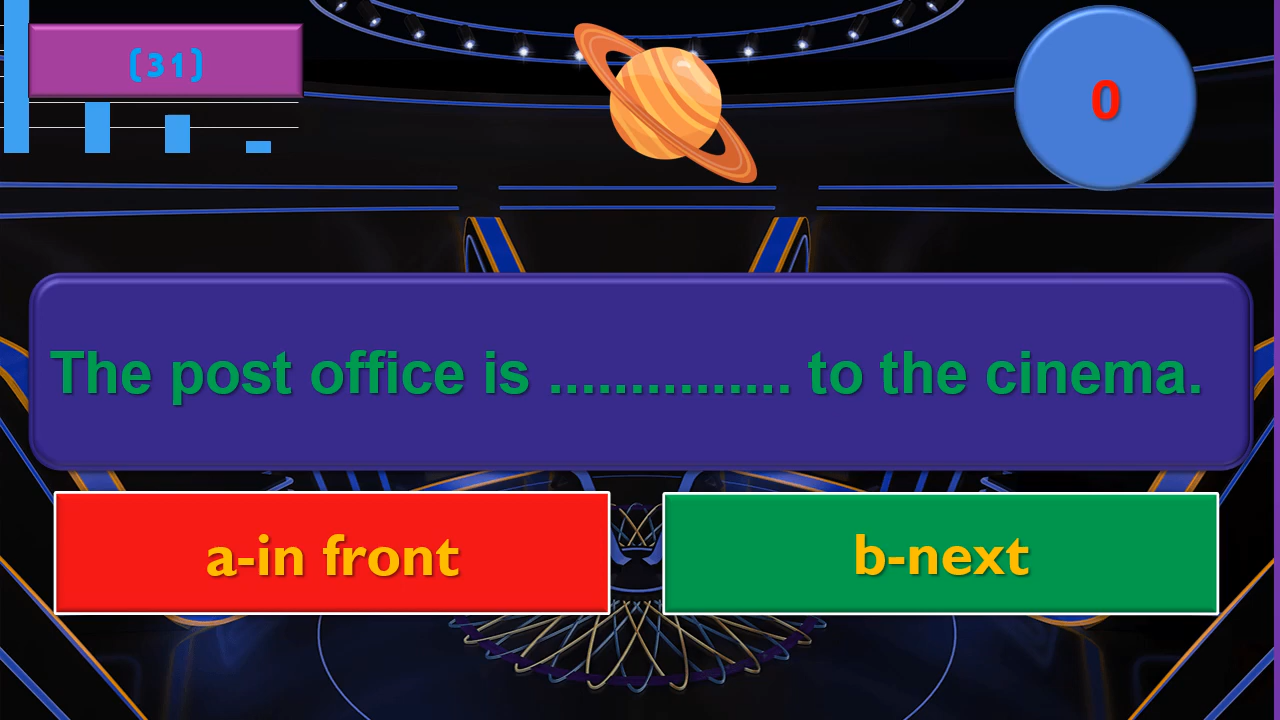 (31)
0
The post office is ............... to the cinema.
a-in front
b-next